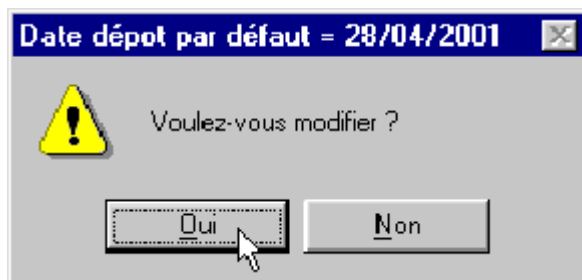 Date dépot par défaut = 28/04/2001
Voulez-vous modifier ?
Oui
Non